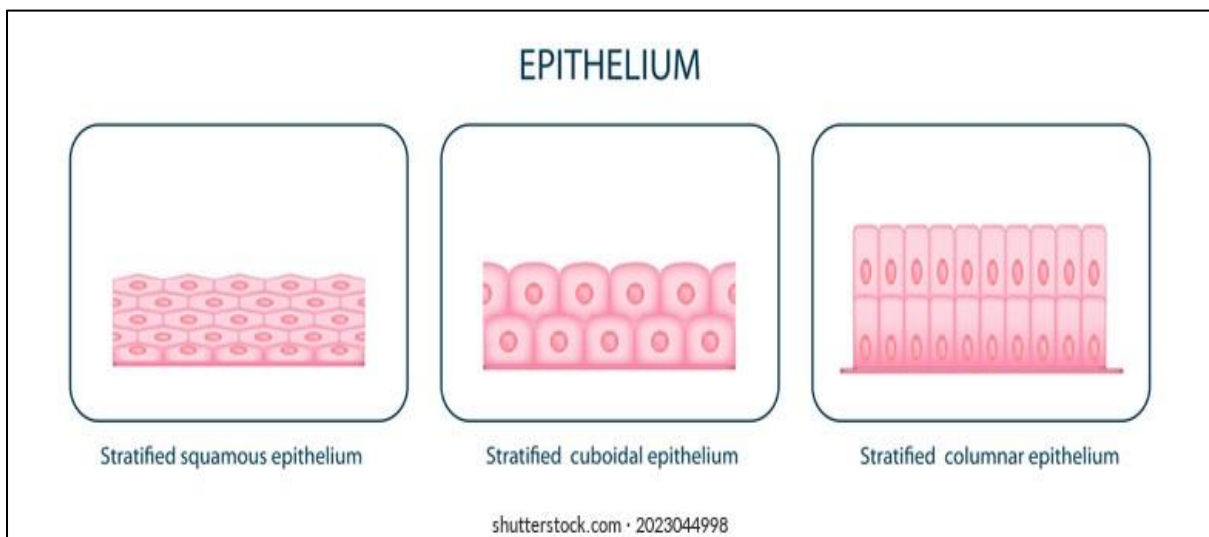 EPITHELIUM
Stratified squamous epithelium
Stratified cuboidal epithelium
Stratified columnar epithelium
shutterstock.com · 2023044998